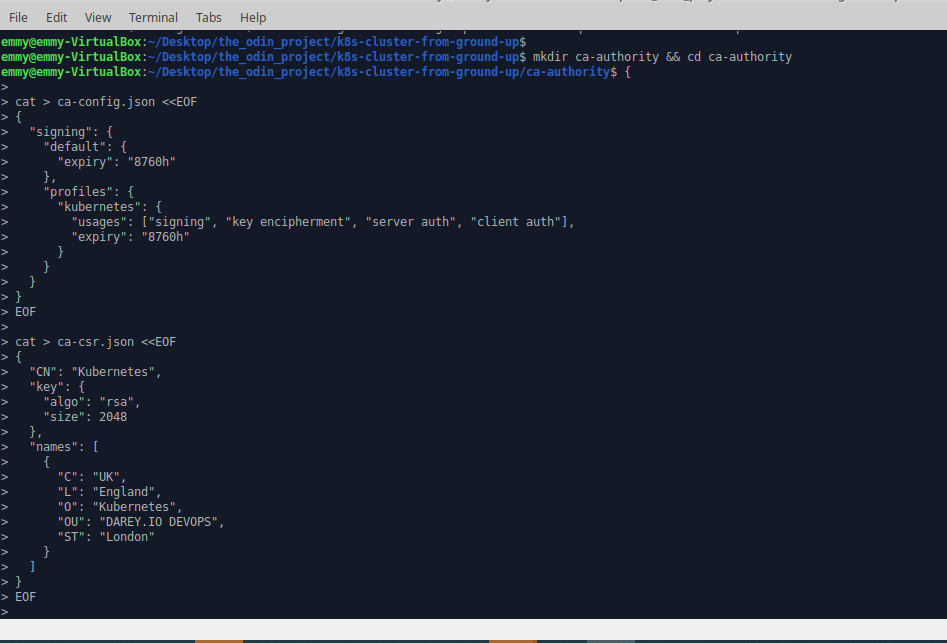 File Edit View Terminal Tabs Help
emmy@emmy-VirtualBox:~/Desktop/the_odin_project/k8s-cluster-from-ground-up$
emmy@emmy-VirtualBox:~/Desktop/the_odin_project/k8s-cluster-from-ground-up$ mkdir ca-authority && cd ca-authority
emmy@emmy-VirtualBox:~/Desktop/the_odin_project/k8s-cluster-from-ground-up/ca-authority$ {
>
> cat > ca-config.json <<EOF
> {
>   "signing": {
>     "default": {
>       "expiry": "8760h"
>     },
>     "profiles": {
>       "kubernetes": {
>         "usages": ["signing", "key encipherment", "server auth", "client auth"],
>         "expiry": "8760h"
>       }
>     }
>   }
> }
> EOF
>
> cat > ca-csr.json <<EOF
> {
>   "CN": "Kubernetes",
>   "key": {
>     "algo": "rsa",
>     "size": 2048
>   },
>   "names": [
>     {
>       "C": "UK",
>       "L": "England",
>       "O": "Kubernetes",
>       "OU": "DAREY.IO DEVOPS",
>       "ST": "London"
>     }
>   ]
> }
> EOF
>